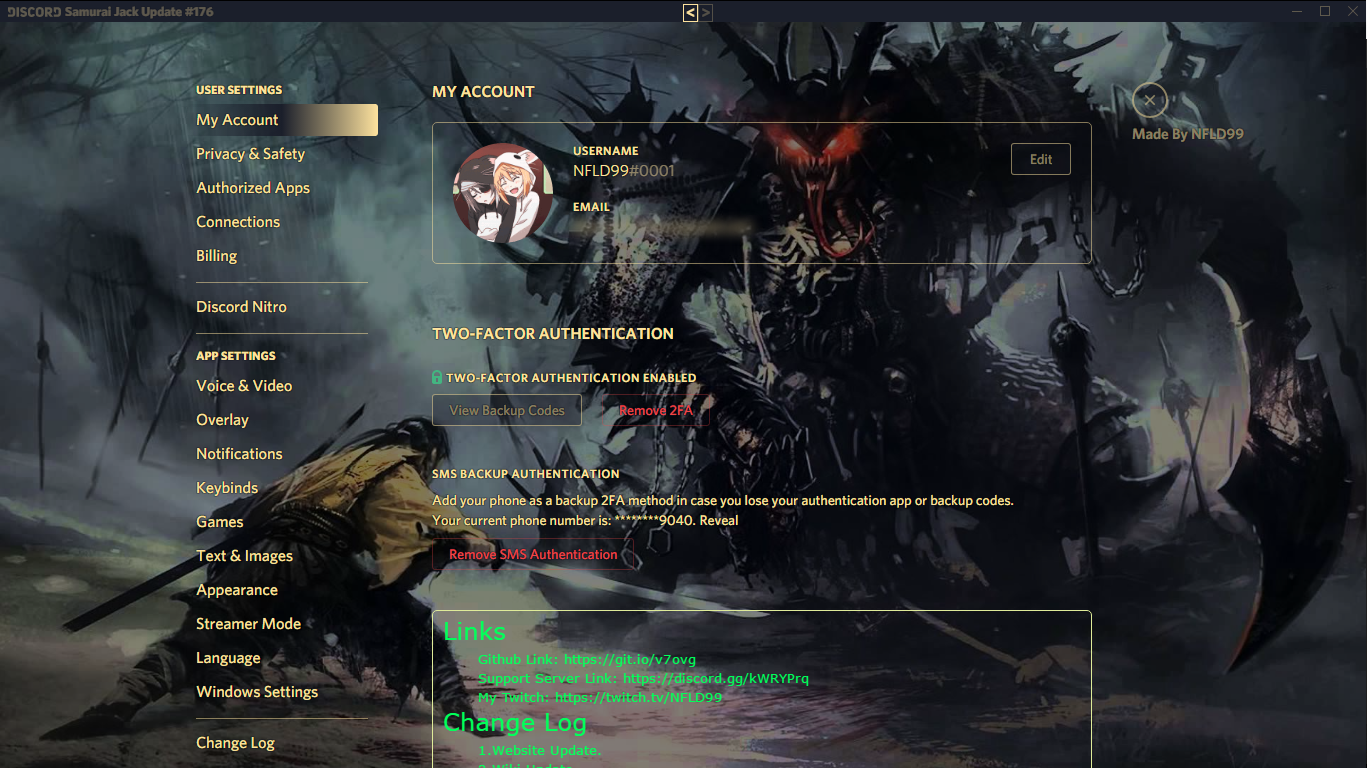 DISCORD Samurai Jack Update #176
< >
USER SETTINGS
My Account
Privacy & Safety
Authorized Apps
Connections
Billing
Discord Nitro
APP SETTINGS
Voice & Video
Overlay
Notifications
Keybinds
Games
Text & Images
Appearance
Streamer Mode
Language
Windows Settings
Change Log
MY ACCOUNT
USERNAME
NFLD99#0001
EMAIL
Edit
Made By NFLD99
TWO-FACTOR AUTHENTICATION
TWO-FACTOR AUTHENTICATION ENABLED
View Backup Codes
Remove 2FA
SMS BACKUP AUTHENTICATION
Add your phone as a backup 2FA method in case you lose your authentication app or backup codes.
Your current phone number is: ********9040. Reveal
Remove SMS Authentication
Links
Github Link: https://git.io/v7ovg
Support Server Link: https://discord.gg/kWRYPrq
My Twitch: https://twitch.tv/NFLD99
Change Log
1.Website Update.
2.Wiki Update